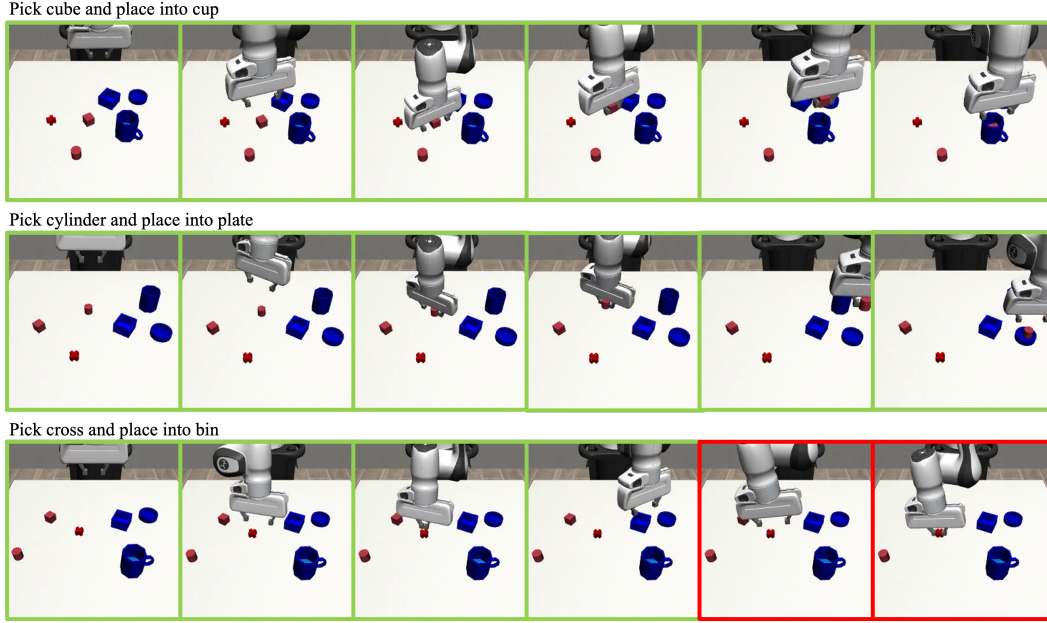 Pick cube and place into cup
Pick cylinder and place into plate
Pick cross and place into bin